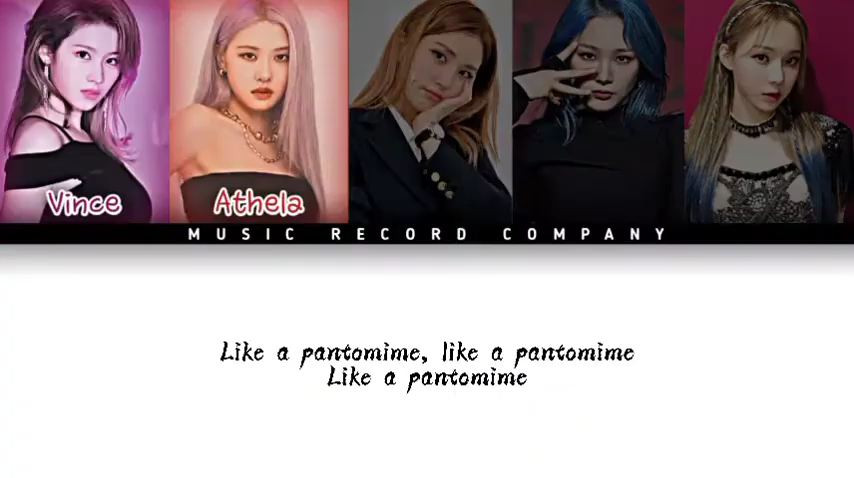 Vince
Athela
MUSIC RECORD COMPANY
Like a pantomime, like a pantomime
Like a pantomime